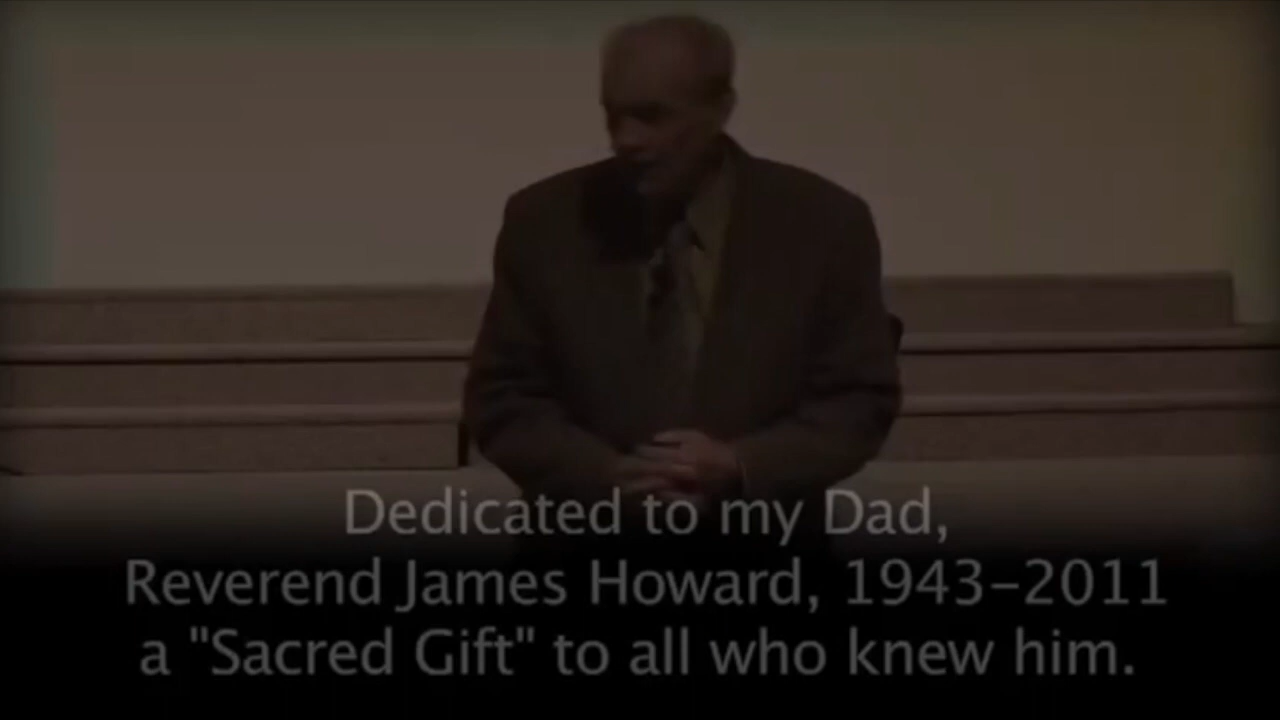 Dedicated to my Dad,
Reverend James Howard, 1943-2011
a "Sacred Gift" to all who knew him.